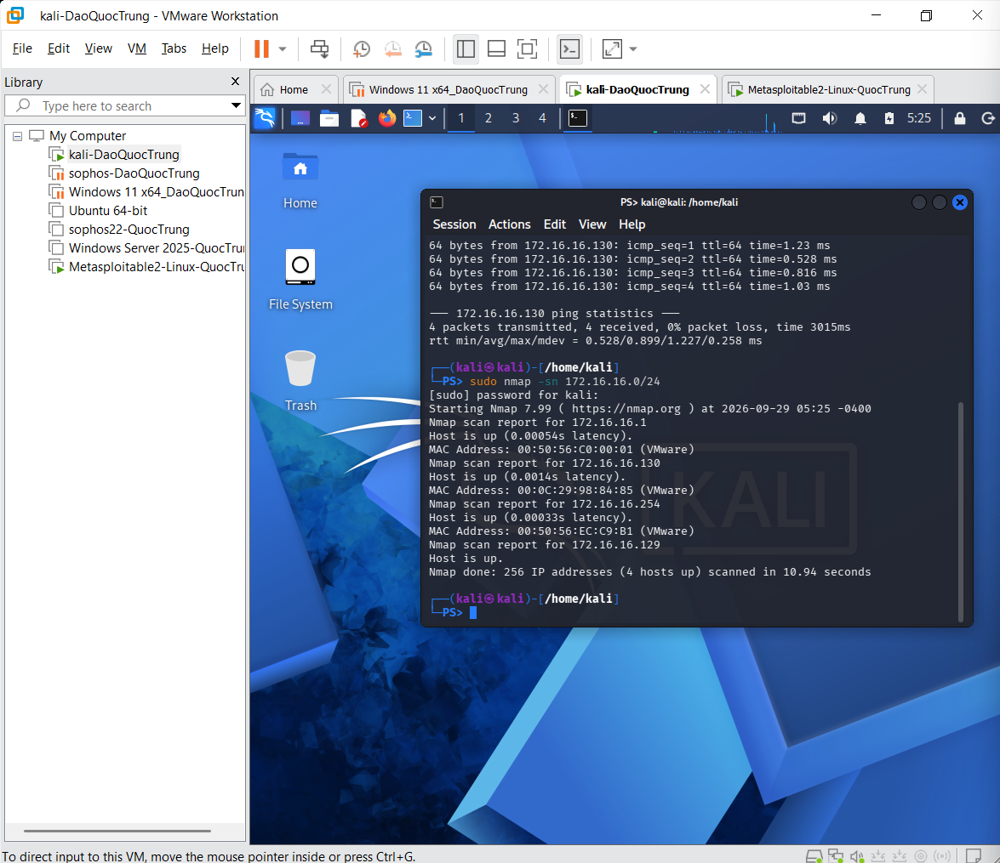 kali-DaoQuocTrung - VMware Workstation
File Edit View VM Tabs Help
Library
Type here to search
My Computer
kali-DaoQuocTrung
sophos-DaoQuocTrung
Windows 11 x64_DaoQuocTrun
Ubuntu 64-bit
sophos22-QuocTrung
Windows Server 2025-QuocTru
Metasploitable2-Linux-QuocTru
Home
Windows 11 x64_DaoQuocTrung
kali-DaoQuocTrung
Metasploitable2-Linux-QuocTrung
1 2 3 4
5:25
Home
File System
Trash
PS> kali@kali: /home/kali
Session Actions Edit View Help
64 bytes from 172.16.16.130: icmp_seq=1 ttl=64 time=1.23 ms
64 bytes from 172.16.16.130: icmp_seq=2 ttl=64 time=0.528 ms
64 bytes from 172.16.16.130: icmp_seq=3 ttl=64 time=0.816 ms
64 bytes from 172.16.16.130: icmp_seq=4 ttl=64 time=1.03 ms
─── 172.16.16.130 ping statistics ───
4 packets transmitted, 4 received, 0% packet loss, time 3015ms
rtt min/avg/max/mdev = 0.528/0.899/1.227/0.258 ms
┌──(kali㉿kali)-[/home/kali]
└─PS> sudo nmap -sn 172.16.16.0/24
[sudo] password for kali:
Starting Nmap 7.99 ( https://nmap.org ) at 2026-09-29 05:25 -0400
Nmap scan report for 172.16.16.1
Host is up (0.00054s latency).
MAC Address: 00:50:56:C0:00:01 (VMware)
Nmap scan report for 172.16.16.130
Host is up (0.0014s latency).
MAC Address: 00:0C:29:98:84:85 (VMware)
Nmap scan report for 172.16.16.254
Host is up (0.00033s latency).
MAC Address: 00:50:56:EC:C9:B1 (VMware)
Nmap scan report for 172.16.16.129
Host is up.
Nmap done: 256 IP addresses (4 hosts up) scanned in 10.94 seconds
┌──(kali㉿kali)-[/home/kali]
└─PS>
KALI
To direct input to this VM, move the mouse pointer inside or press Ctrl+G.